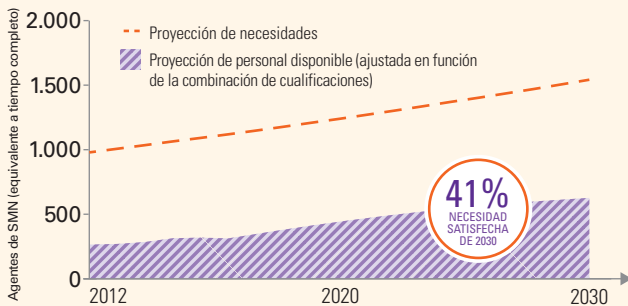 Agentes de SMN (equivalente a tiempo completo)
2.000
1.500
1.000
500
0
Proyección de necesidades
Proyección de personal disponible (ajustada en función
de la combinación de cualificaciones)
41%
NECESIDAD
SATISFECHA
DE 2030
2012
2020
2030